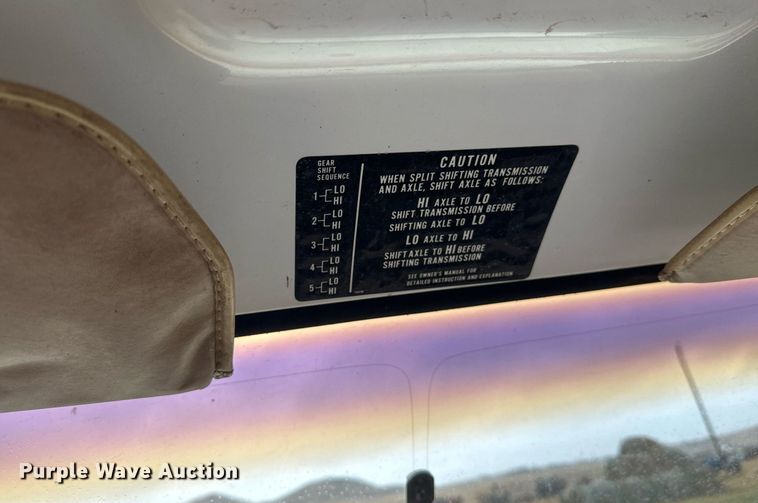 GEAR
SHIFT
SEQUENCE
1 LO
HI
2 LO
HI
3 LO
HI
4 LO
HI
5 LO
HI
CAUTION
WHEN SPLIT SHIFTING TRANSMISSION
AND AXLE, SHIFT AXLE AS FOLLOWS:
HI AXLE TO LO
SHIFT TRANSMISSION BEFORE
SHIFTING AXLE TO LO
LO AXLE TO HI
SHIFT AXLE TO HI BEFORE
SHIFTING TRANSMISSION
SEE OWNER'S MANUAL FOR
DETAILED INSTRUCTION AND EXPLANATION
Purple Wave Auction